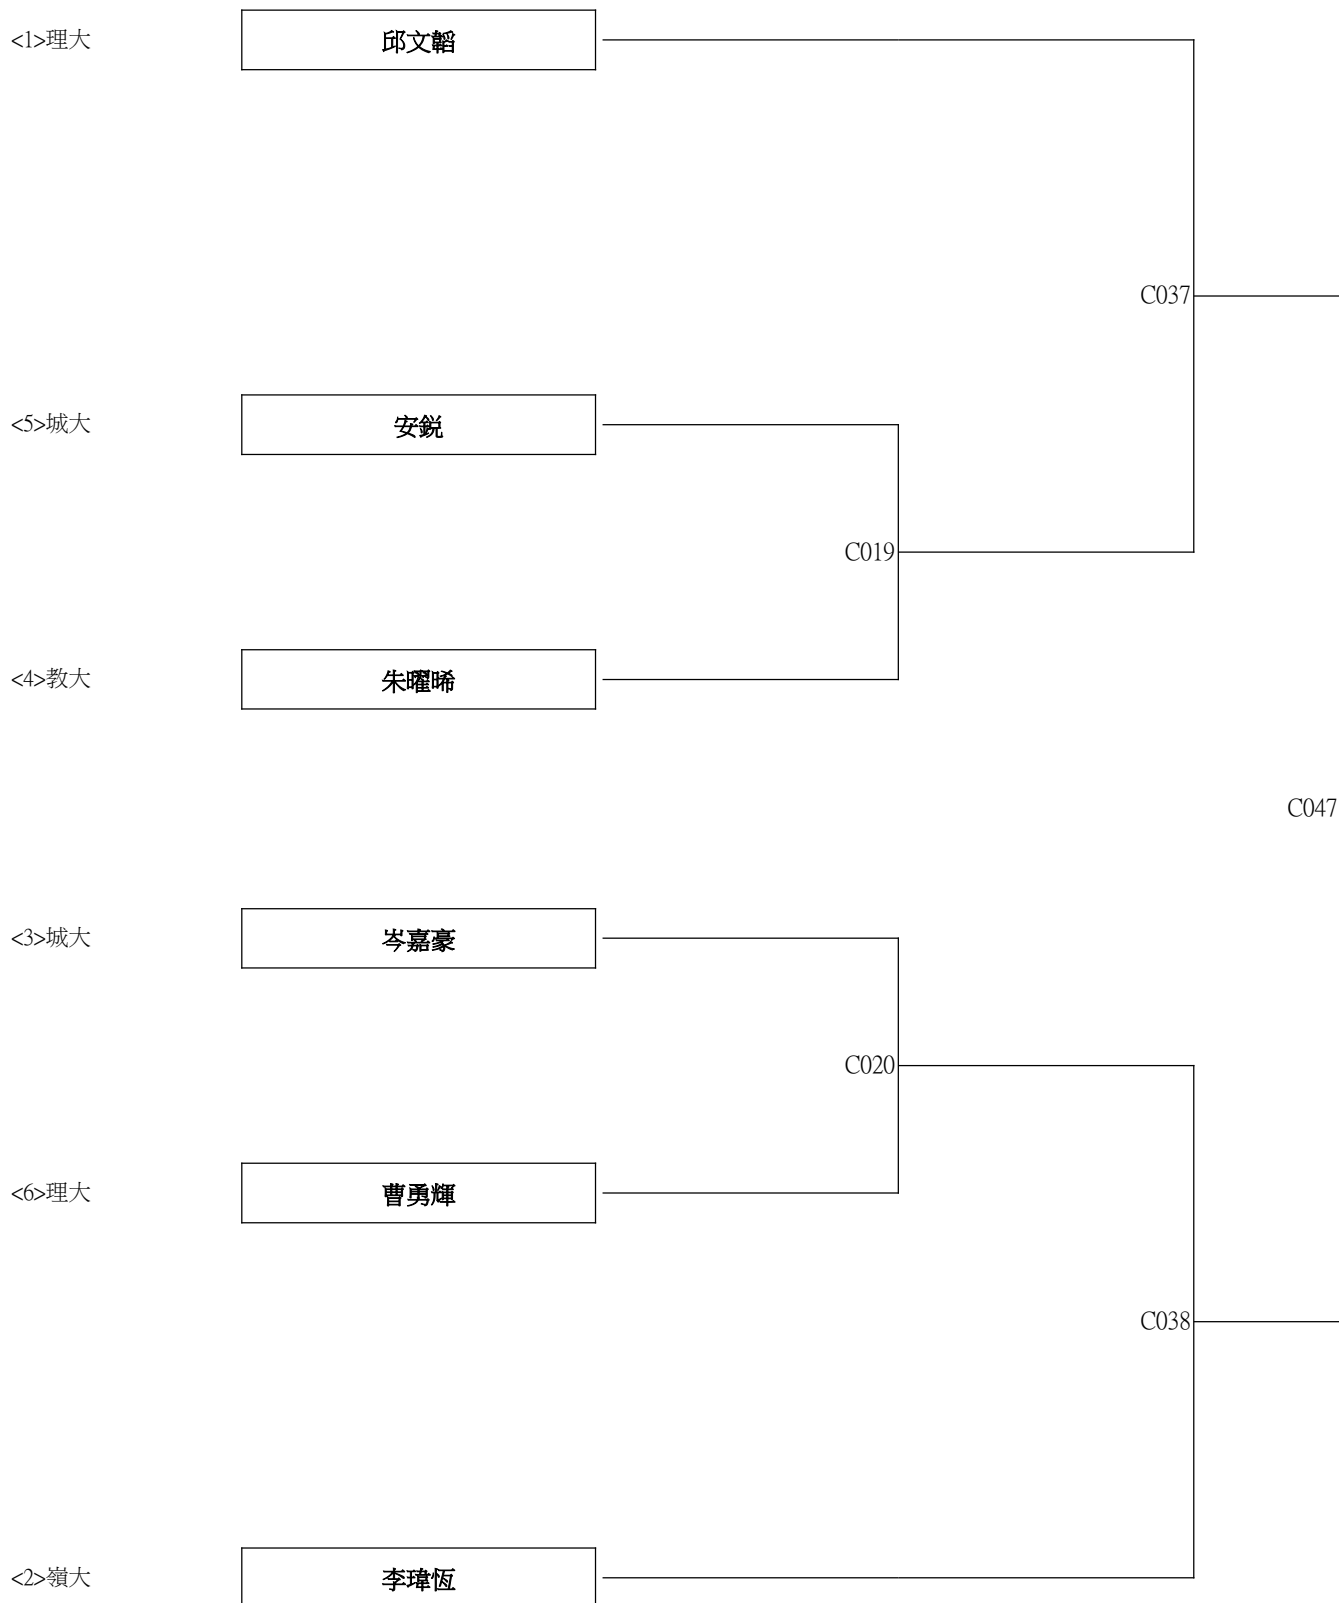 <1>理大 邱文韜
C037
<5>城大 安鋭
C019
<4>教大 朱曜晞
C047
<3>城大 岑嘉豪
C020
<6>理大 曹勇輝
C038
<2>嶺大 李瑋恆